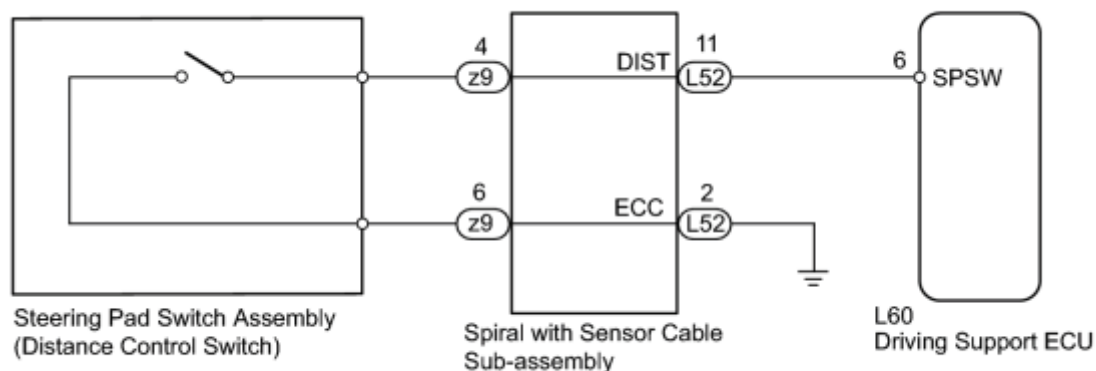 4
z9
DIST
11
L52
6
SPSW
6
z9
ECC
2
L52
Steering Pad Switch Assembly
(Distance Control Switch)
Spiral with Sensor Cable
Sub-assembly
L60
Driving Support ECU